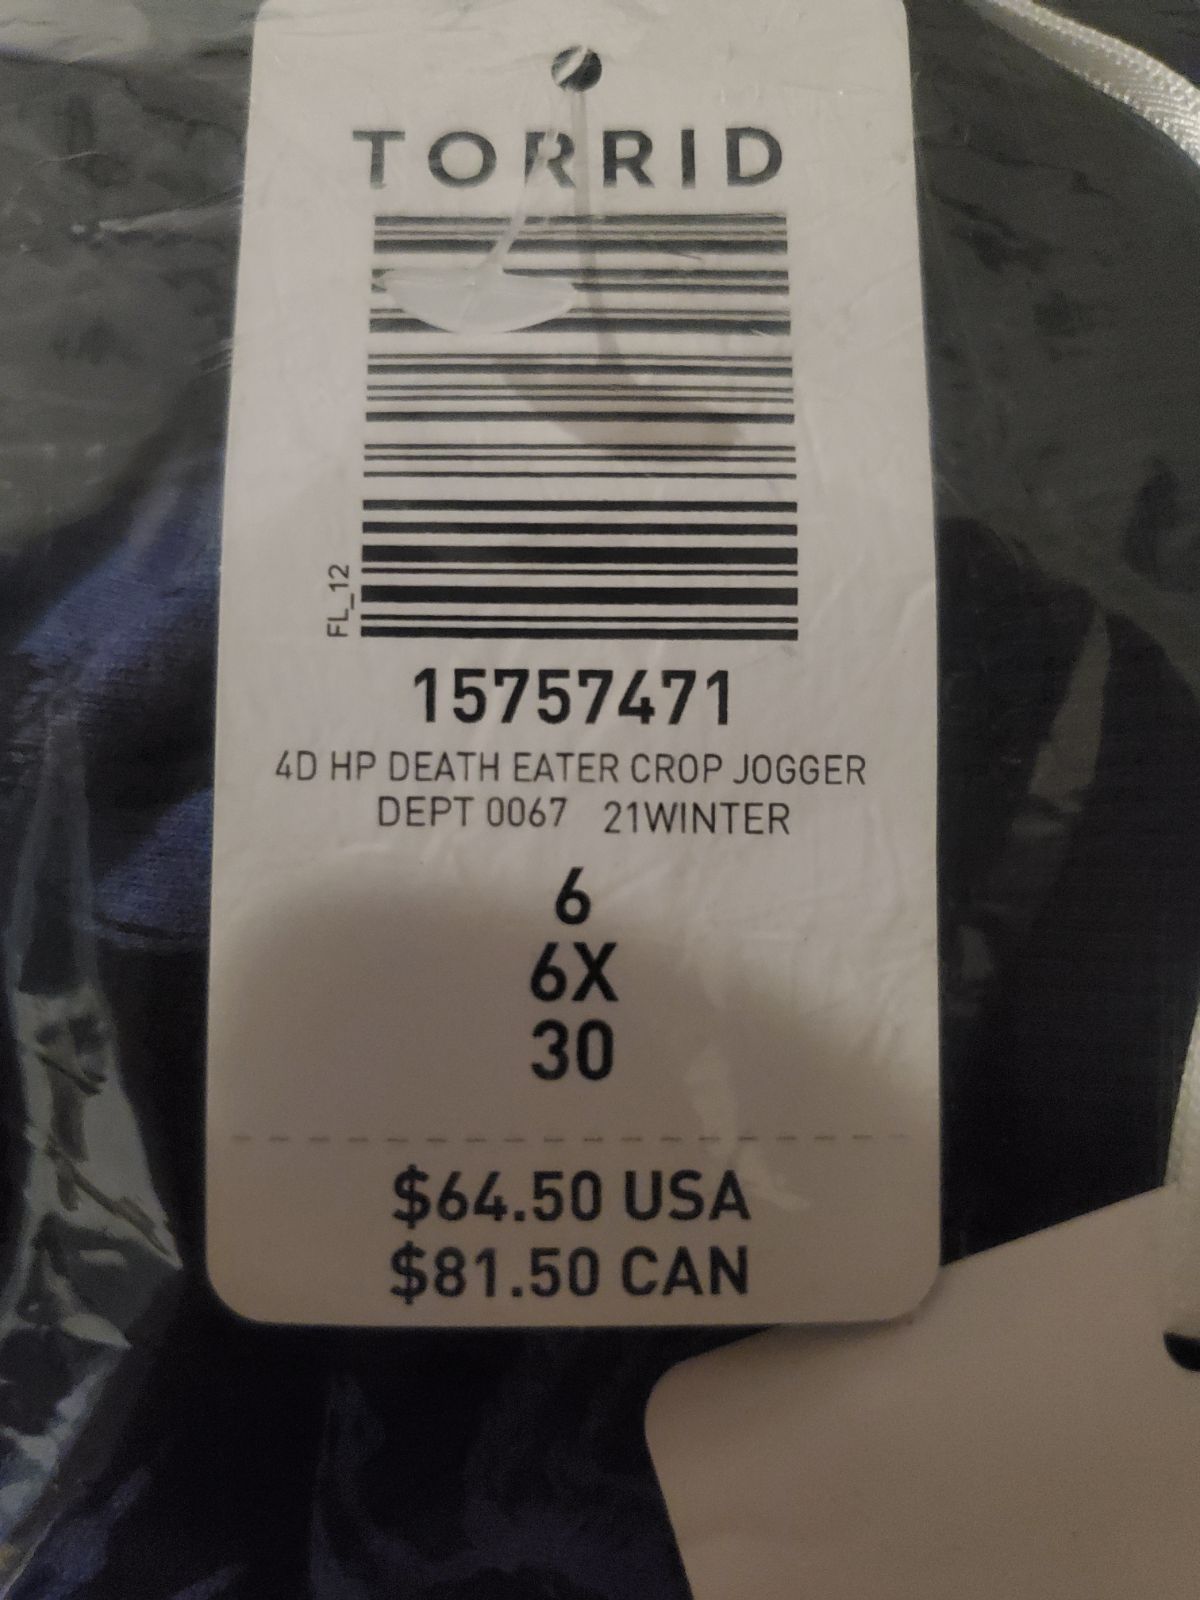 TORRID
FL_12
15757471
4D HP DEATH EATER CROP JOGGER
DEPT 0067 21WINTER
6
6X
30
$64.50 USA
$81.50 CAN